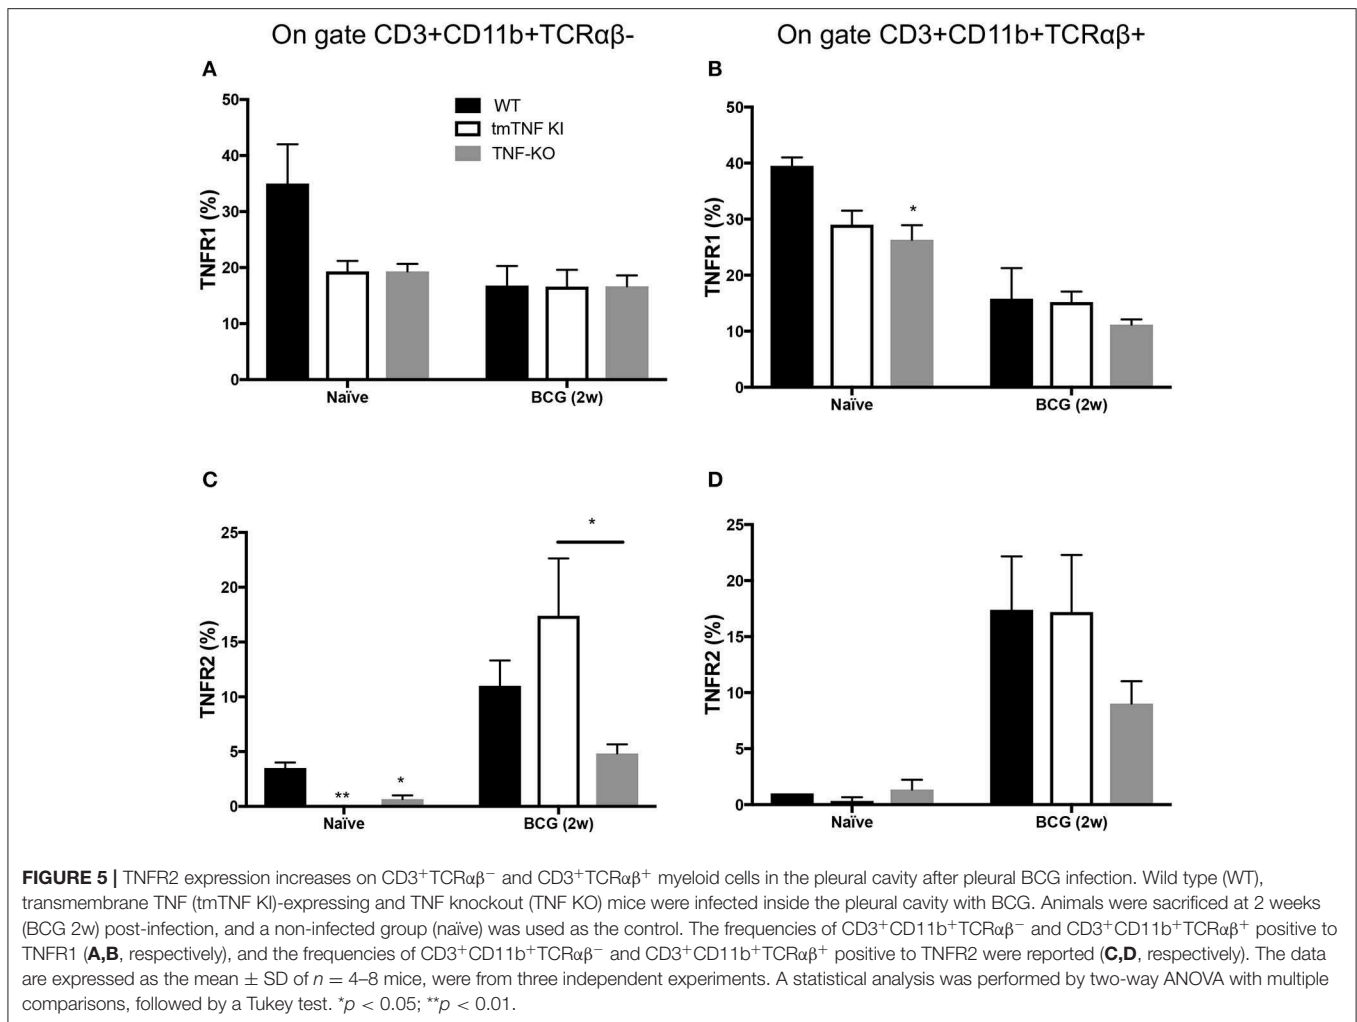 On gate CD3+CD11b+TCRαβ-
On gate CD3+CD11b+TCRαβ+
A
TNFR1 (%)
50
40
30
20
10
0
WT
tmTNF KI
TNF-KO
Naïve
BCG (2w)
B
TNFR1 (%)
50
40
30
20
10
0
*
Naïve
BCG (2w)
C
TNFR2 (%)
25
20
15
10
5
0
**
*
*
Naïve
BCG (2w)
D
TNFR2 (%)
25
20
15
10
5
0
Naïve
BCG (2w)
FIGURE 5 | TNFR2 expression increases on CD3⁺TCRαβ⁻ and CD3⁺TCRαβ⁺ myeloid cells in the pleural cavity after pleural BCG infection. Wild type (WT),
transmembrane TNF (tmTNF KI)-expressing and TNF knockout (TNF KO) mice were infected inside the pleural cavity with BCG. Animals were sacrificed at 2 weeks
(BCG 2w) post-infection, and a non-infected group (naïve) was used as the control. The frequencies of CD3⁺CD11b⁺TCRαβ⁻ and CD3⁺CD11b⁺TCRαβ⁺ positive to
TNFR1 (A,B, respectively), and the frequencies of CD3⁺CD11b⁺TCRαβ⁻ and CD3⁺CD11b⁺TCRαβ⁺ positive to TNFR2 were reported (C,D, respectively). The data
are expressed as the mean ± SD of n = 4–8 mice, were from three independent experiments. A statistical analysis was performed by two-way ANOVA with multiple
comparisons, followed by a Tukey test. *p < 0.05; **p < 0.01.